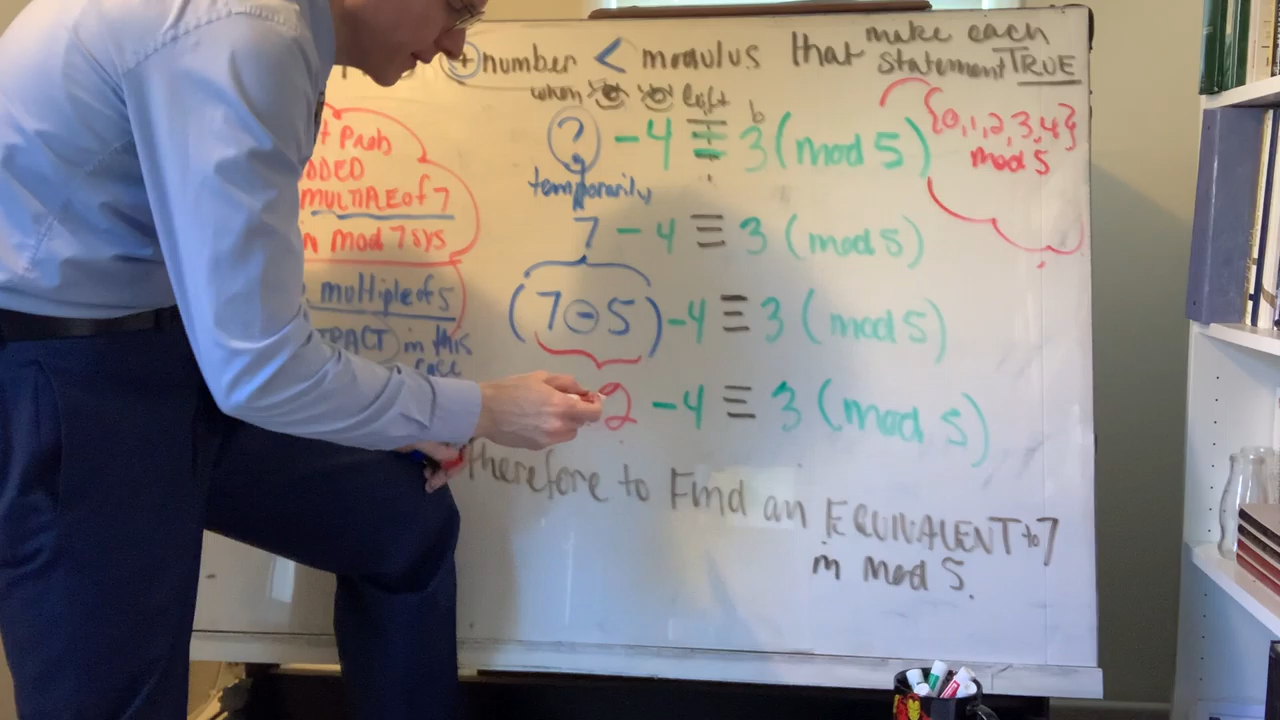 + number < modulus that make each statement TRUE
when left
? - 4 ≡ 3 (mod 5)
b
{0,1,2,3,4}
mod 5
temporarily
7 - 4 ≡ 3 (mod 5)
(7 - 5) - 4 ≡ 3 (mod 5)
2 - 4 ≡ 3 (mod 5)
therefore to Find an EQUIVALENT to 7
in mod 5.
Prob
MULTIPLE of 7
in mod 7 sys
multiple of 5
in this
case